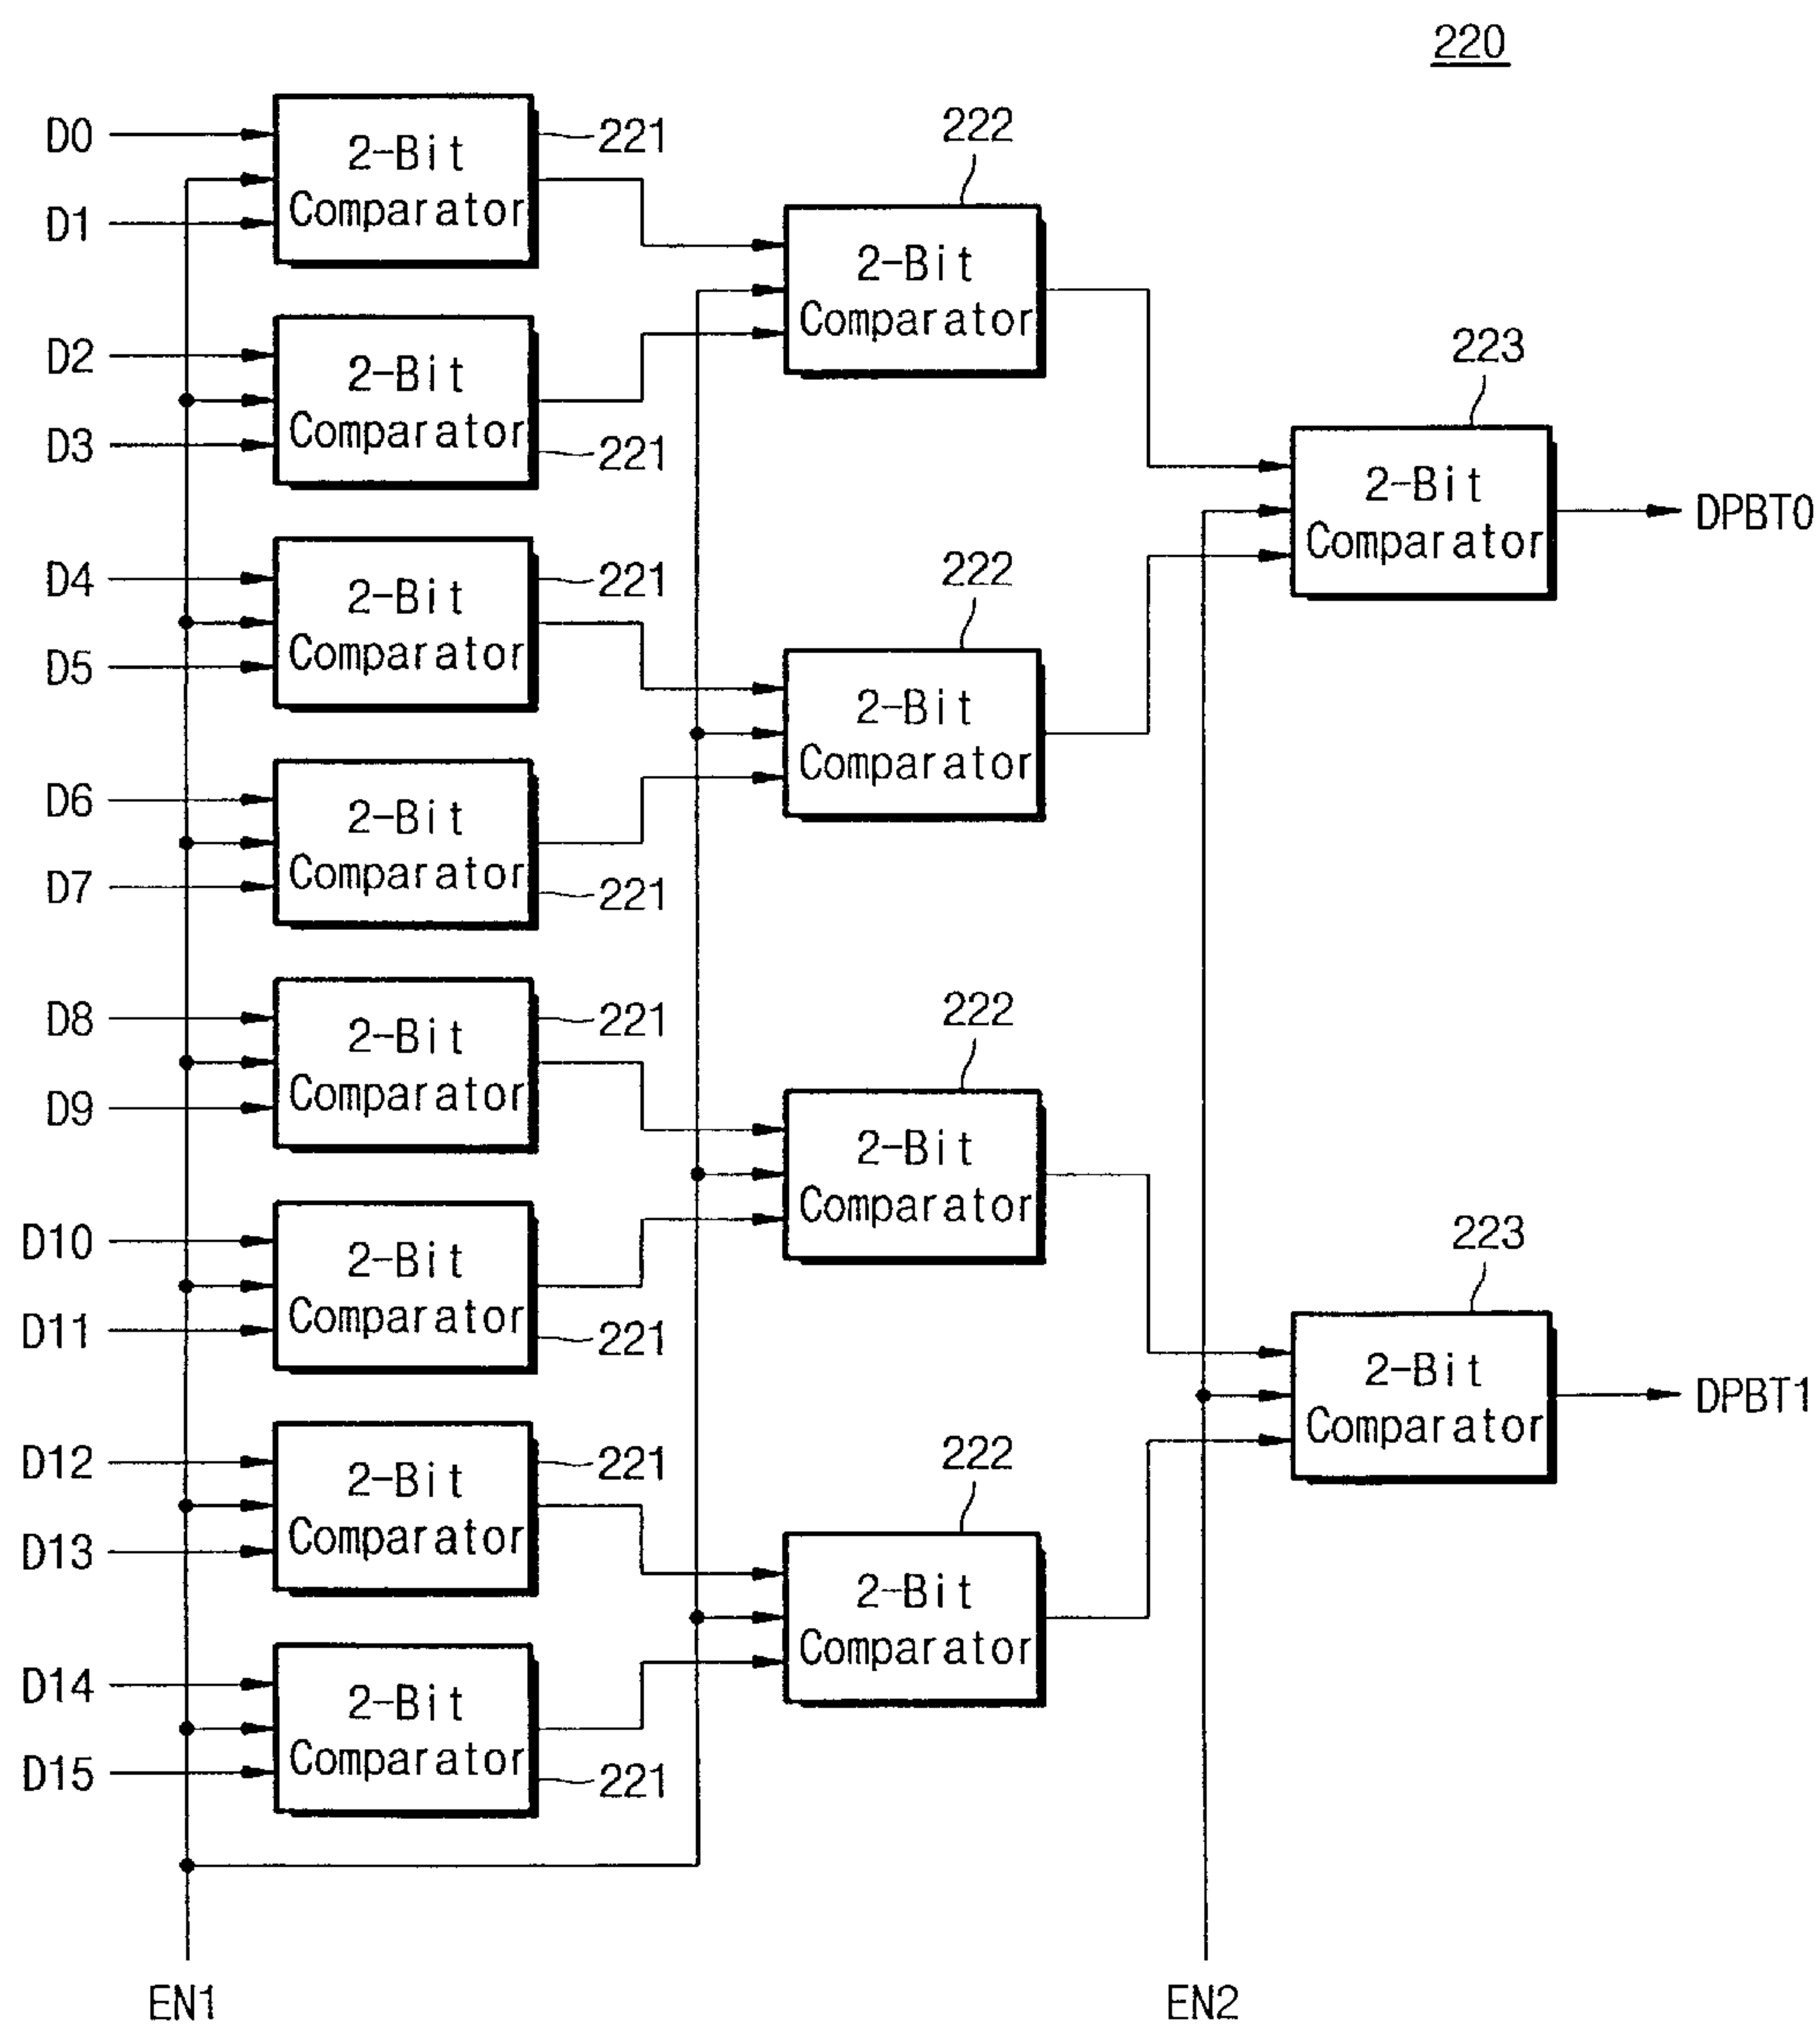 220
D0
D1
2-Bit
Comparator
221
D2
D3
2-Bit
Comparator
221
D4
D5
2-Bit
Comparator
221
D6
D7
2-Bit
Comparator
221
D8
D9
2-Bit
Comparator
221
D10
D11
2-Bit
Comparator
221
D12
D13
2-Bit
Comparator
221
D14
D15
2-Bit
Comparator
221
222
2-Bit
Comparator
222
2-Bit
Comparator
222
2-Bit
Comparator
222
2-Bit
Comparator
223
2-Bit
Comparator
DPBT0
223
2-Bit
Comparator
DPBT1
EN1
EN2